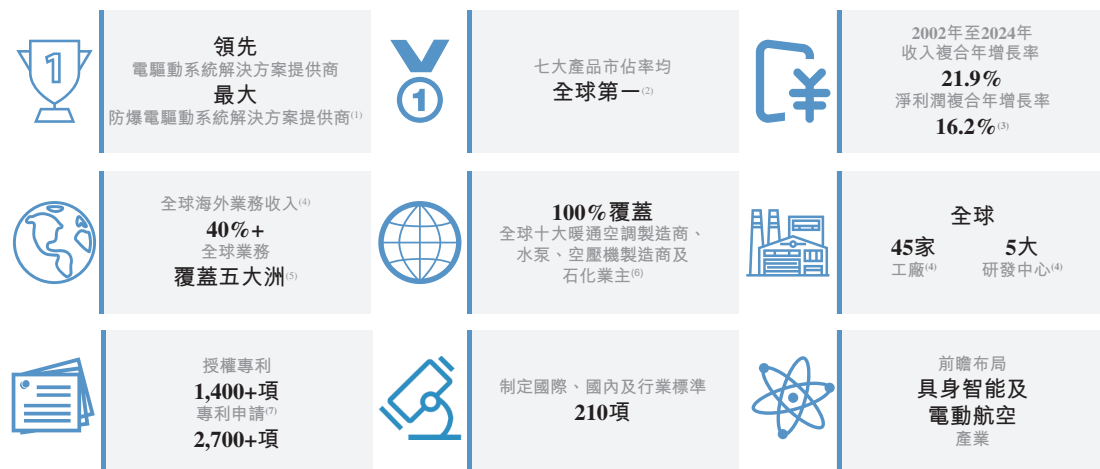 1
領先
電驅動系統解決方案提供商
最大
防爆電驅動系統解決方案提供商(1)
1
七大產品市佔率均
全球第一(2)
2002年至2024年
收入複合年增長率
21.9%
淨利潤複合年增長率
16.2%(3)
全球海外業務收入(4)
40%+
全球業務
覆蓋五大洲(5)
100%覆蓋
全球十大暖通空調製造商、
水泵、空壓機製造商及
石化業主(6)
全球
45家 5大
工廠(4) 研發中心(4)
授權專利
1,400+項
專利申請(7)
2,700+項
制定國際、國內及行業標準
210項
前瞻布局
具身智能及
電動航空
產業